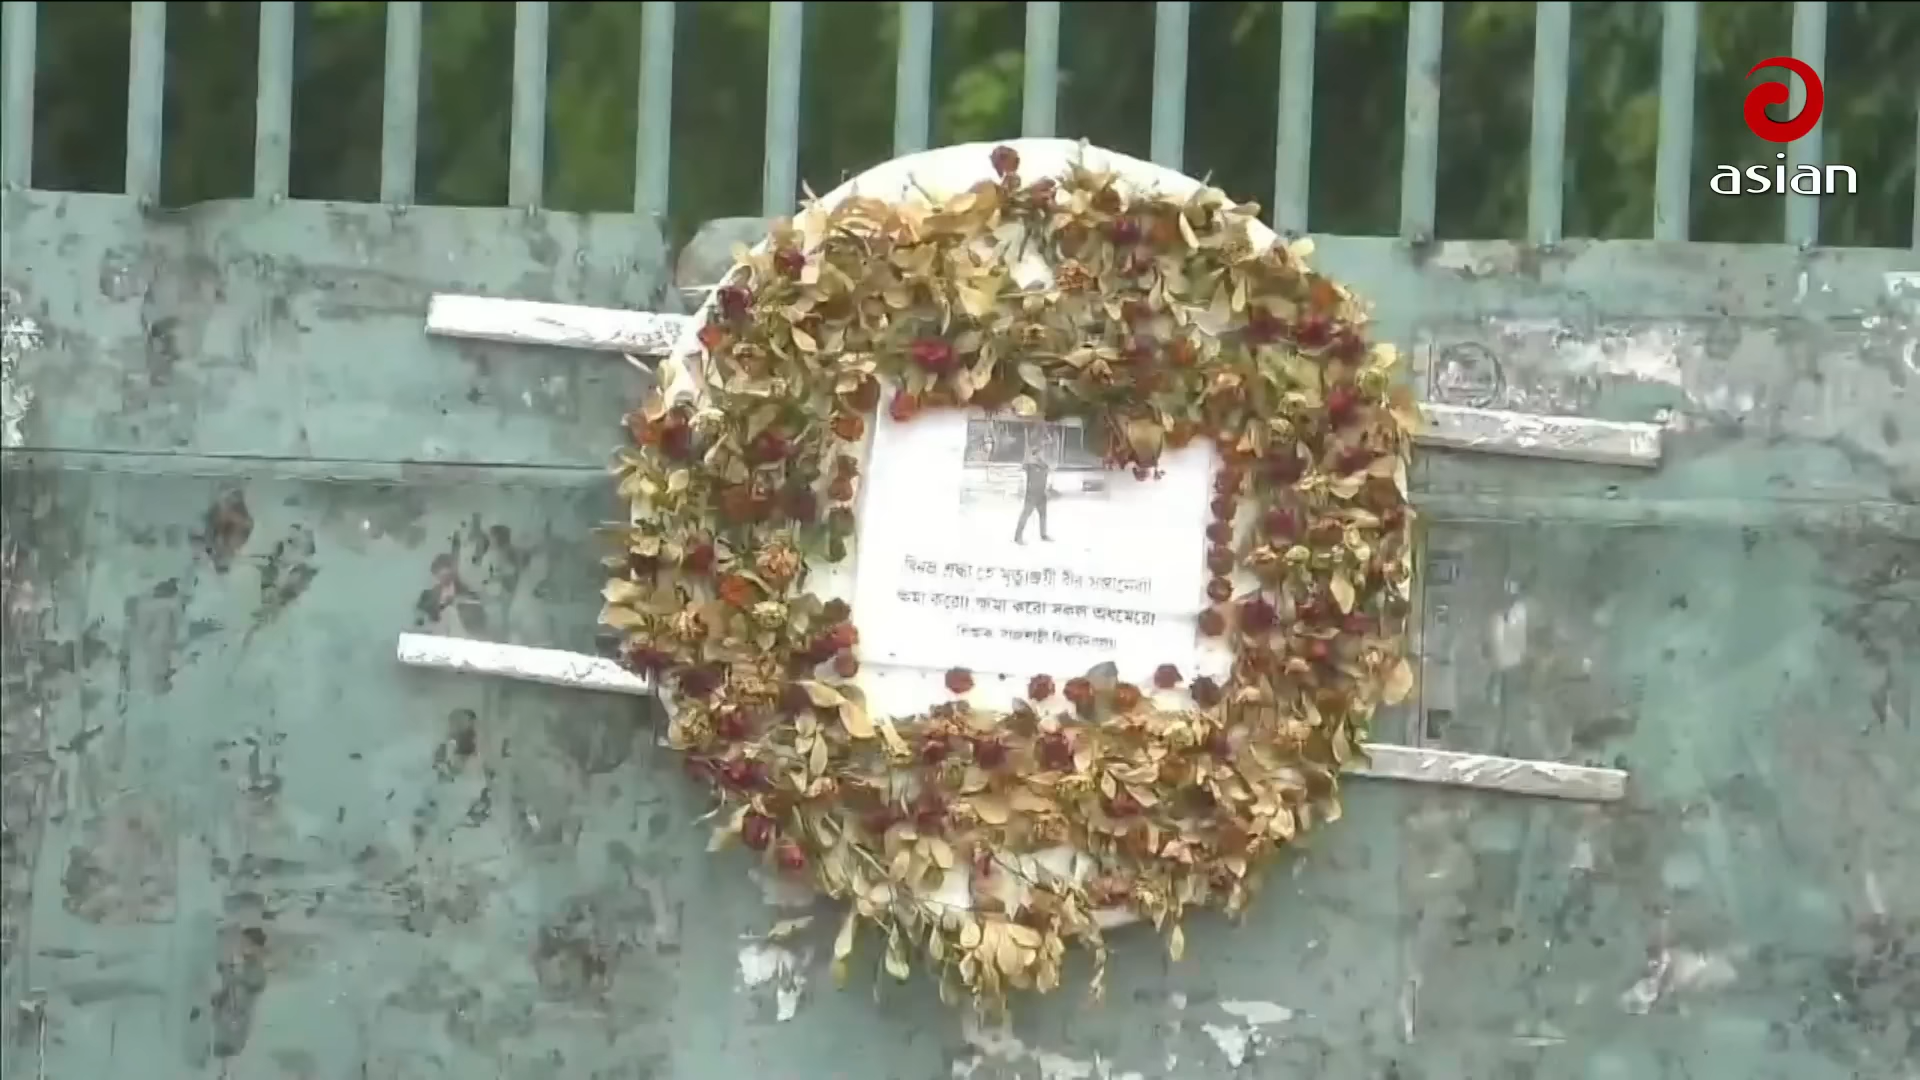 asian
বিনম্র শ্রদ্ধা হে মৃত্যুঞ্জয়ী বীর সন্তানেরা!
ক্ষমা করো! ক্ষমা করো সকল অধমেরে!
শিক্ষক, রাজশাহী বিশ্ববিদ্যালয়